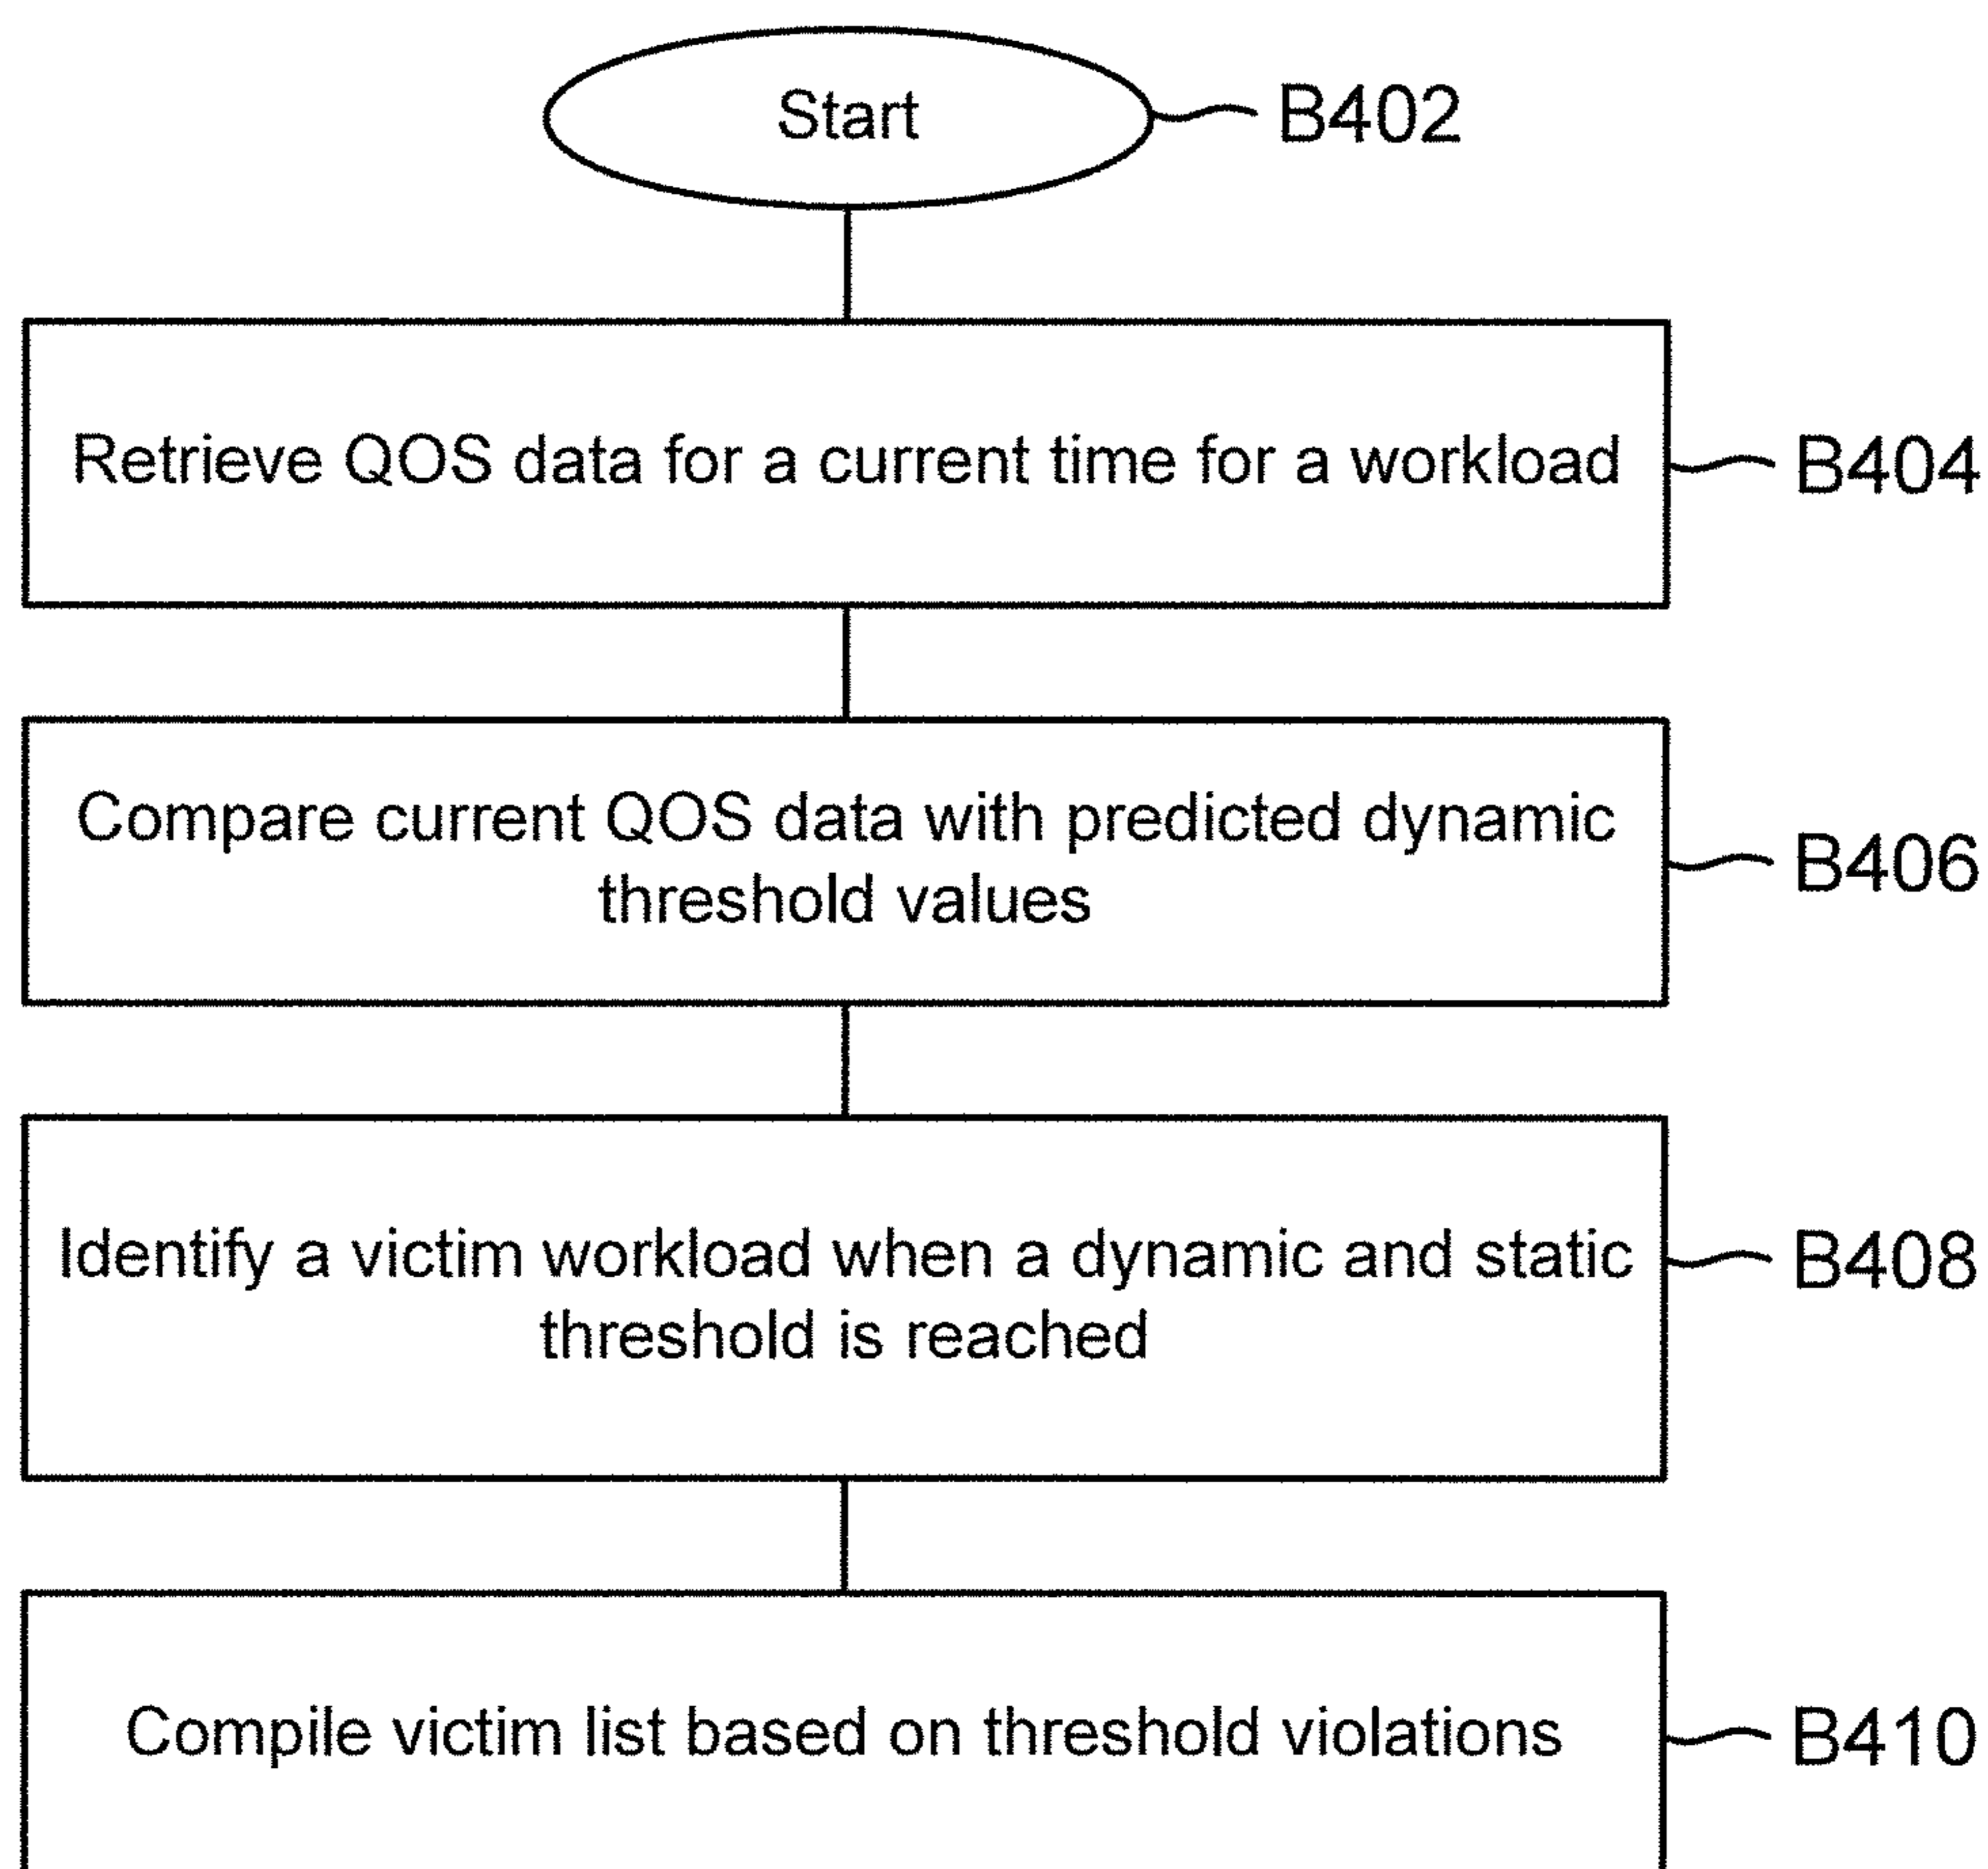 Start
B402
Retrieve QOS data for a current time for a workload
B404
Compare current QOS data with predicted dynamic
threshold values
B406
Identify a victim workload when a dynamic and static
threshold is reached
B408
Compile victim list based on threshold violations
B410